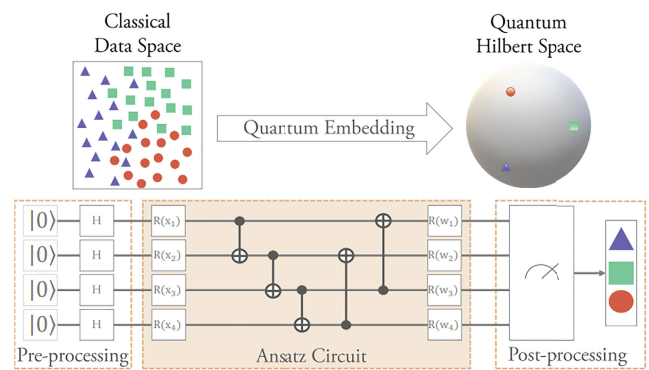 Classical
Data Space
Quantum
Hilbert Space
Quantum Embedding
|0⟩ H R(x₁) R(w₁)
|0⟩ H R(x₂) R(w₂)
|0⟩ H R(x₃) R(w₃)
|0⟩ H R(x₄) R(w₄)
Pre-processing Ansatz Circuit Post-processing